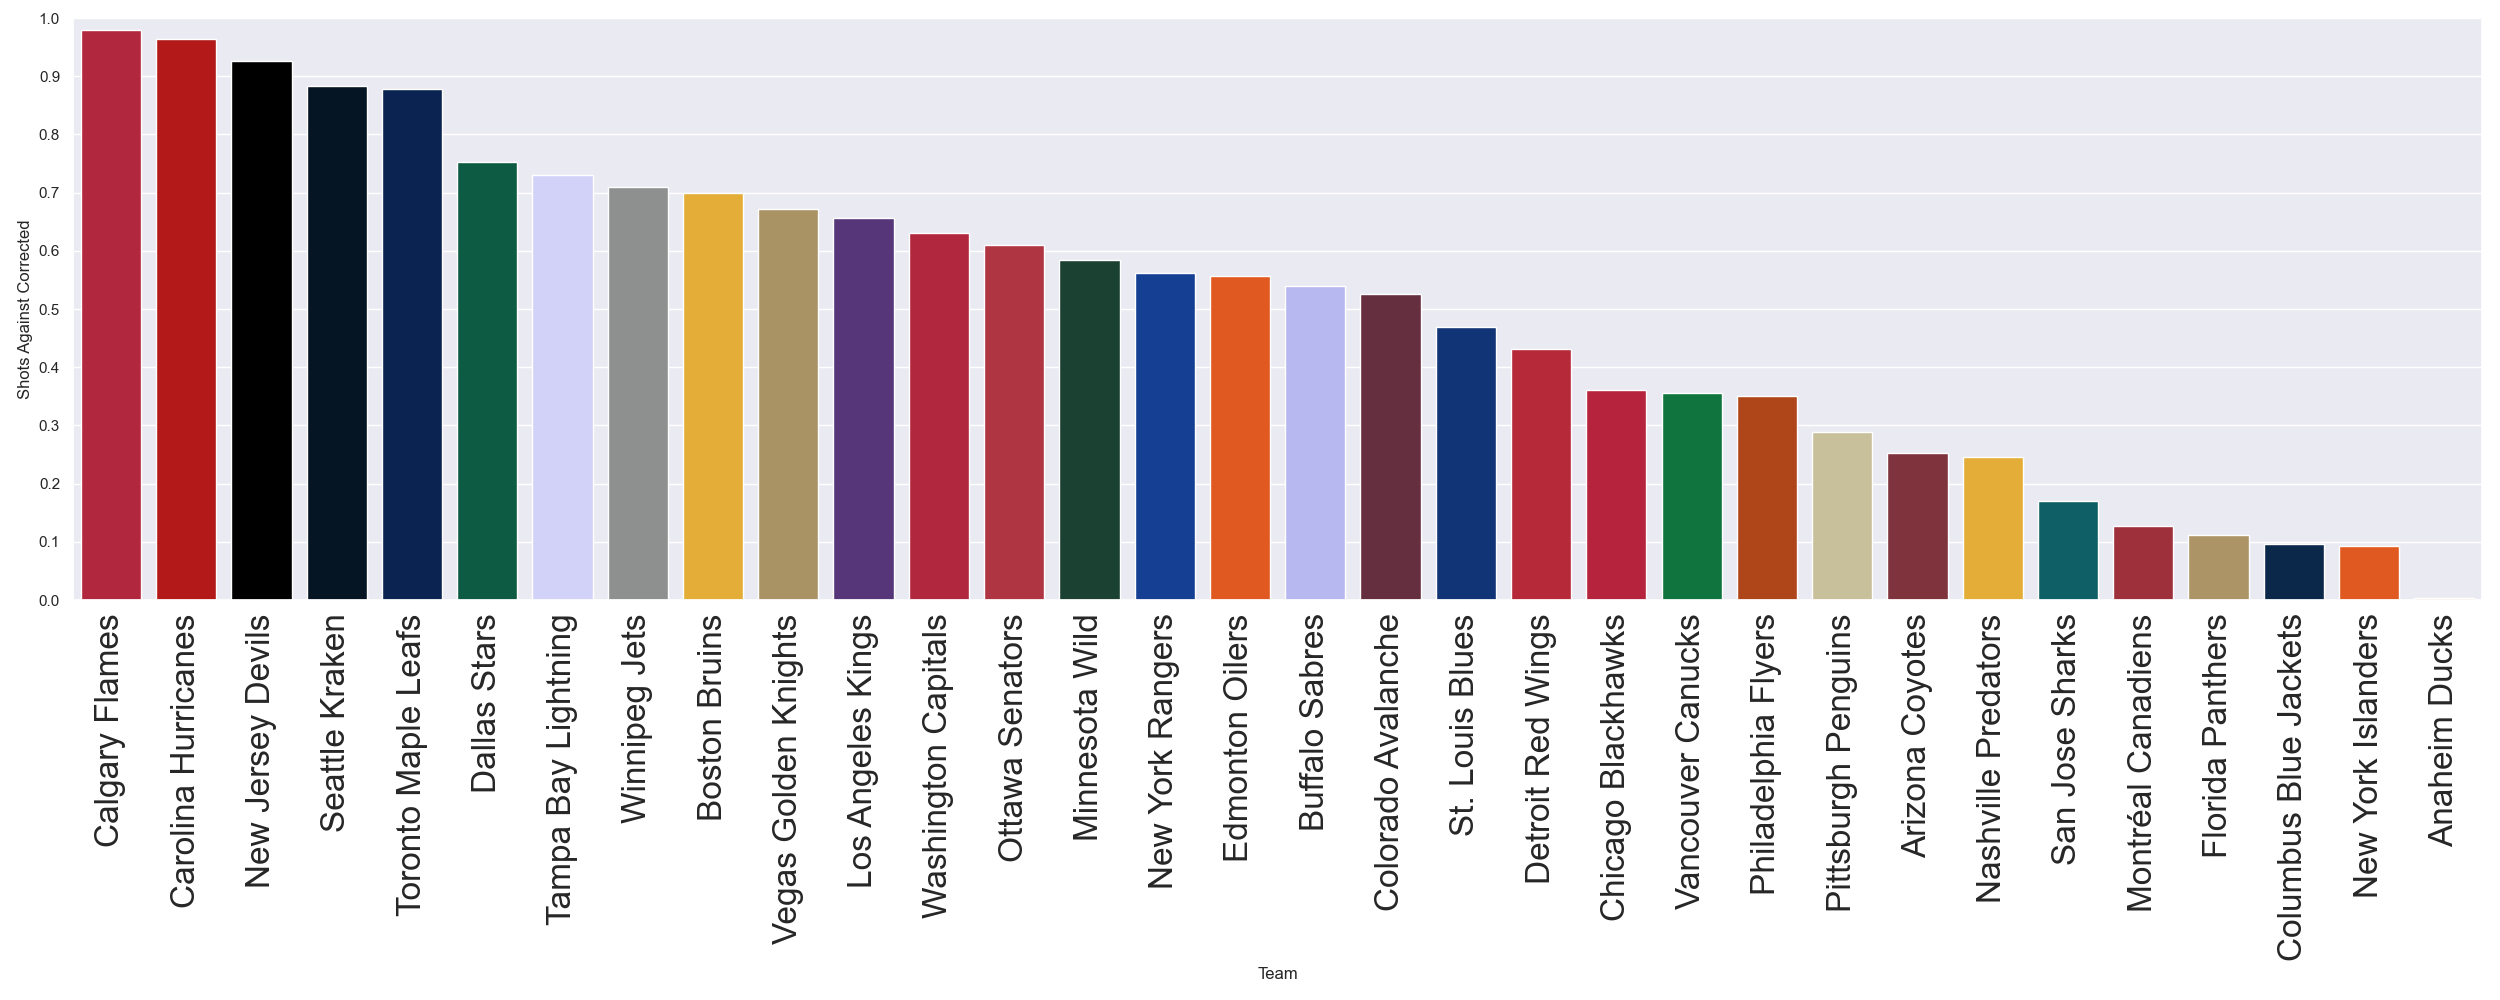 1.0
0.9
0.8
0.7
0.6
0.5
0.4
0.3
0.2
0.1
0.0
Shots Against Corrected
Calgary Flames
Carolina Hurricanes
New Jersey Devils
Seattle Kraken
Toronto Maple Leafs
Dallas Stars
Tampa Bay Lightning
Winnipeg Jets
Boston Bruins
Vegas Golden Knights
Los Angeles Kings
Washington Capitals
Ottawa Senators
Minnesota Wild
New York Rangers
Edmonton Oilers
Buffalo Sabres
Colorado Avalanche
St. Louis Blues
Detroit Red Wings
Chicago Blackhawks
Vancouver Canucks
Philadelphia Flyers
Pittsburgh Penguins
Arizona Coyotes
Nashville Predators
San Jose Sharks
Montréal Canadiens
Florida Panthers
Columbus Blue Jackets
New York Islanders
Anaheim Ducks
Team